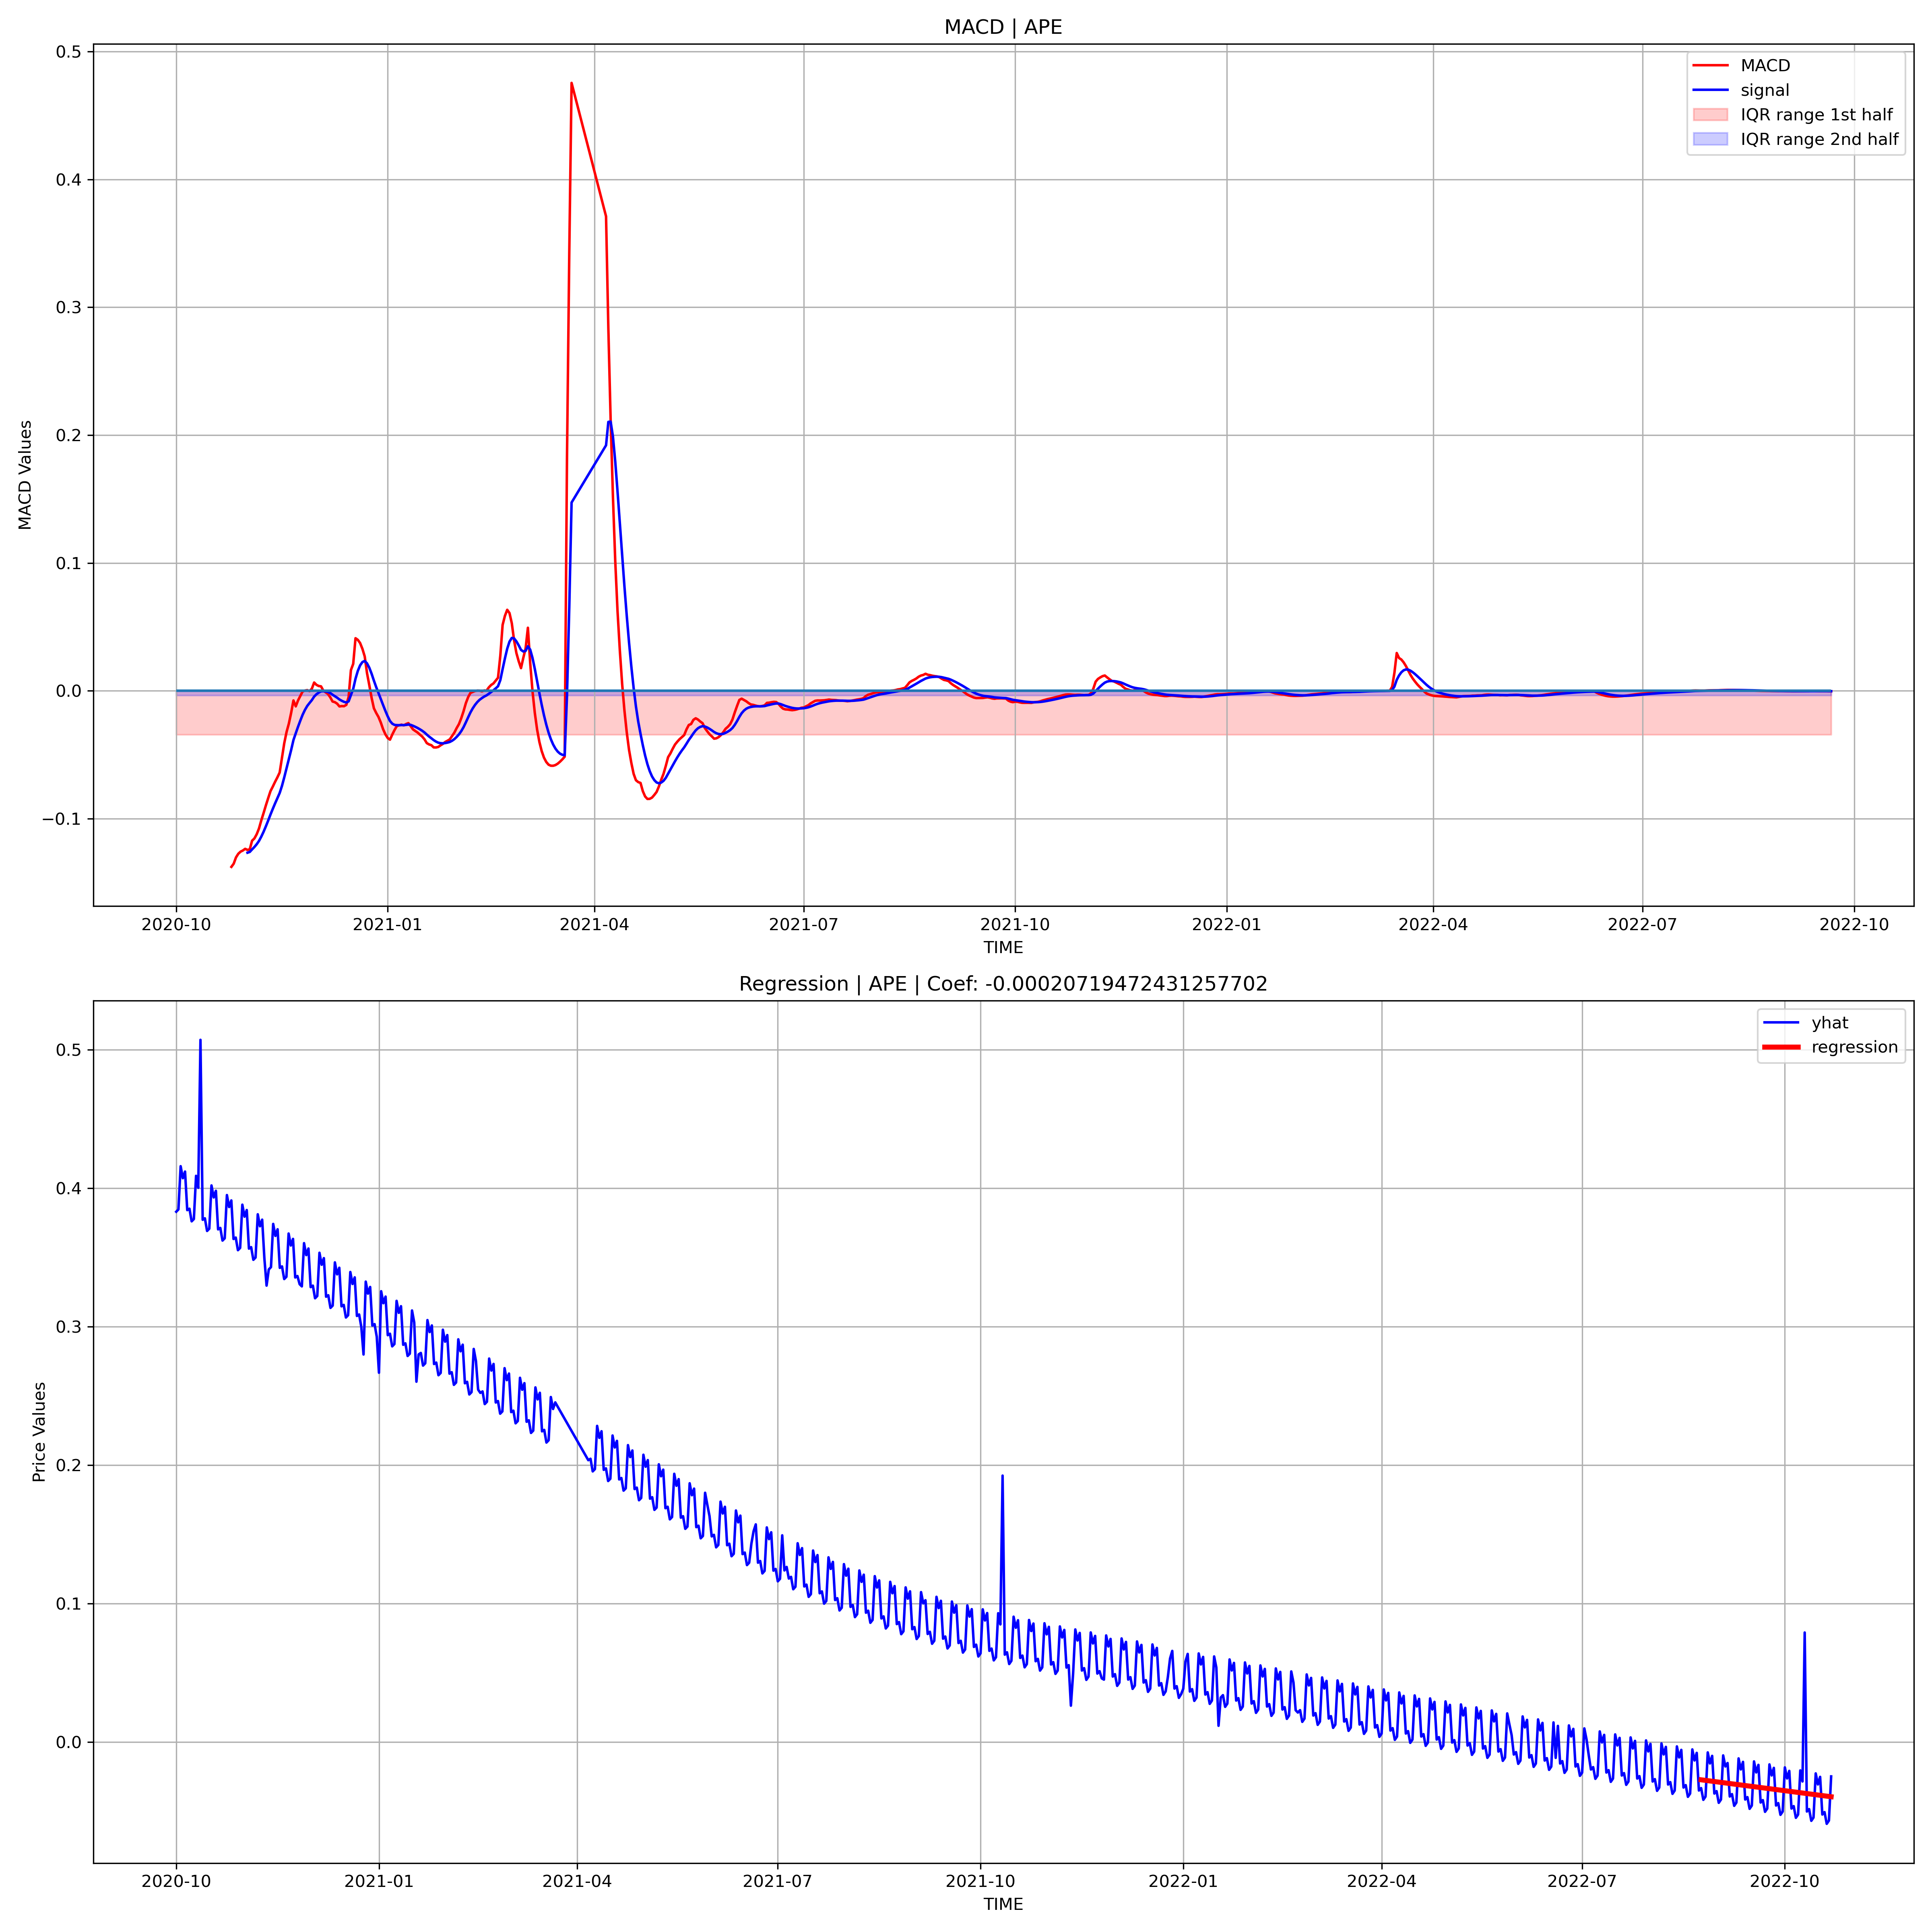 MACD | APE
MACD
signal
IQR range 1st half
IQR range 2nd half
0.5
0.4
0.3
0.2
0.1
0.0
−0.1
MACD Values
2020-10 2021-01 2021-04 2021-07 2021-10 2022-01 2022-04 2022-07 2022-10
TIME
Regression | APE | Coef: -0.00020719472431257702
yhat
regression
0.5
0.4
0.3
0.2
0.1
0.0
Price Values
2020-10 2021-01 2021-04 2021-07 2021-10 2022-01 2022-04 2022-07 2022-10
TIME